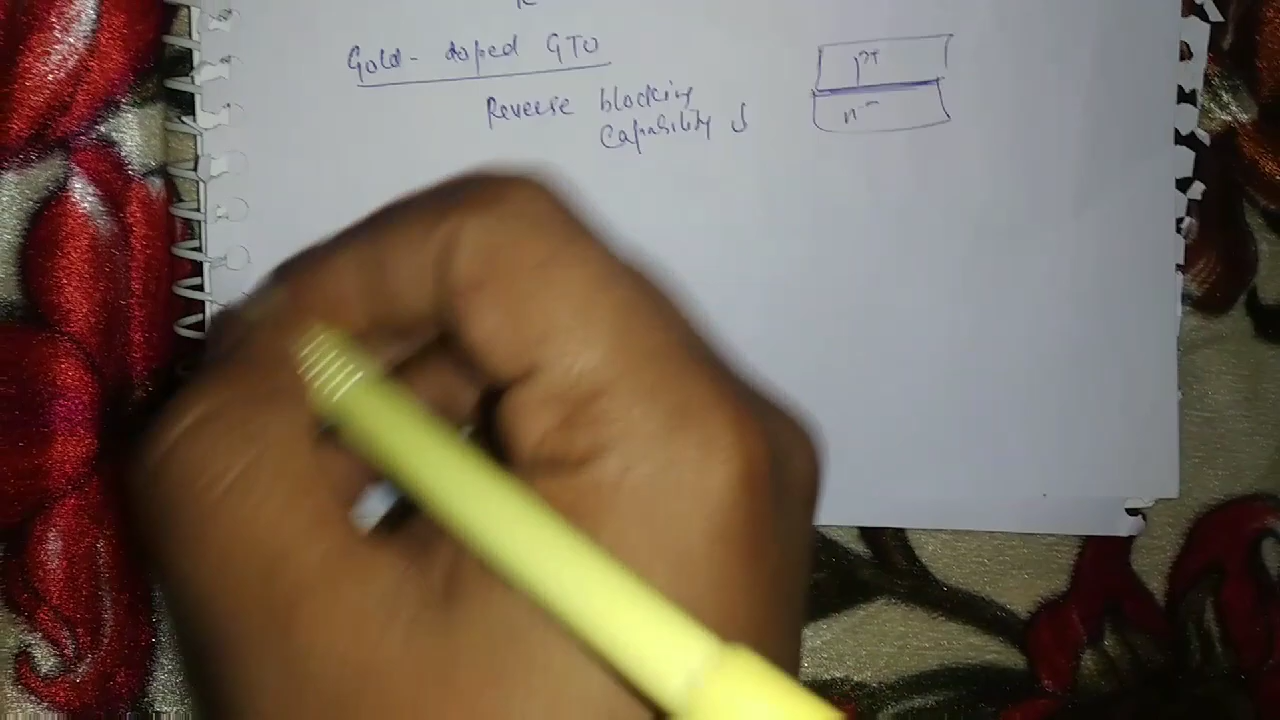 Gold-doped GTO
Reverse blocking
capability ↓
p++
n--